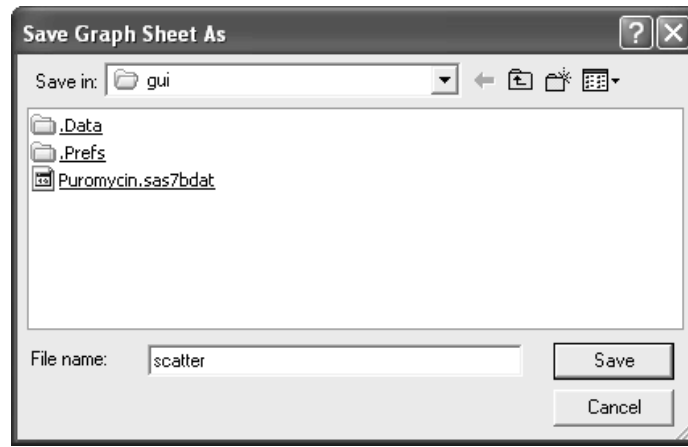 Save Graph Sheet As
Save in: gui
.Data
.Prefs
Puromycin.sas7bdat
File name: scatter Save
Cancel